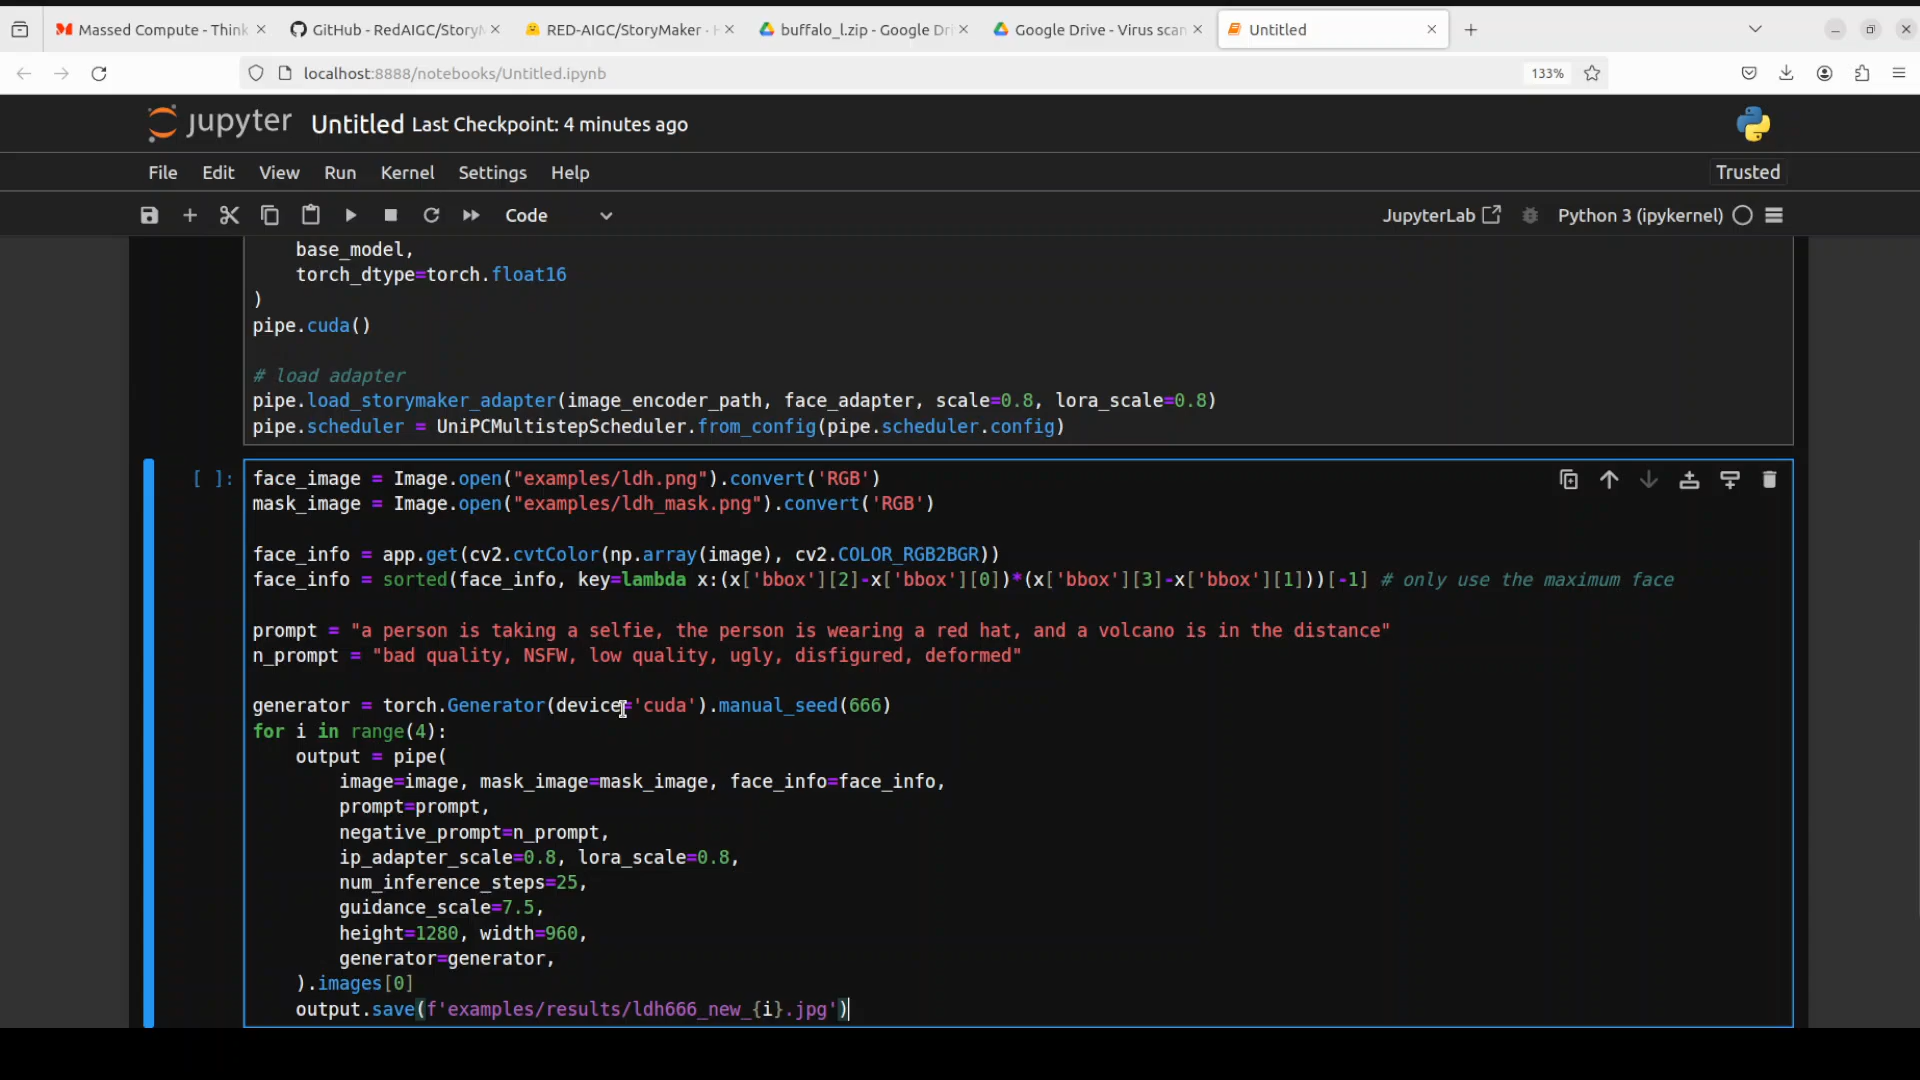 Massed Compute - Think
GitHub - RedAIGC/StoryM
RED-AIGC/StoryMaker
buffalo_l.zip - Google Dri
Google Drive - Virus scan
Untitled
localhost:8888/notebooks/Untitled.ipynb
133%
jupyter Untitled Last Checkpoint: 4 minutes ago
File Edit View Run Kernel Settings Help
Trusted
Code
JupyterLab
Python 3 (ipykernel)
base_model,
torch_dtype=torch.float16
)
pipe.cuda()
# load adapter
pipe.load_storymaker_adapter(image_encoder_path, face_adapter, scale=0.8, lora_scale=0.8)
pipe.scheduler = UniPCMultistepScheduler.from_config(pipe.scheduler.config)
[ ]:
face_image = Image.open("examples/ldh.png").convert('RGB')
mask_image = Image.open("examples/ldh_mask.png").convert('RGB')
face_info = app.get(cv2.cvtColor(np.array(image), cv2.COLOR_RGB2BGR))
face_info = sorted(face_info, key=lambda x:(x['bbox'][2]-x['bbox'][0])*(x['bbox'][3]-x['bbox'][1]))[-1] # only use the maximum face
prompt = "a person is taking a selfie, the person is wearing a red hat, and a volcano is in the distance"
n_prompt = "bad quality, NSFW, low quality, ugly, disfigured, deformed"
generator = torch.Generator(device='cuda').manual_seed(666)
for i in range(4):
output = pipe(
image=image, mask_image=mask_image, face_info=face_info,
prompt=prompt,
negative_prompt=n_prompt,
ip_adapter_scale=0.8, lora_scale=0.8,
num_inference_steps=25,
guidance_scale=7.5,
height=1280, width=960,
generator=generator,
).images[0]
output.save(f'examples/results/ldh666_new_{i}.jpg')